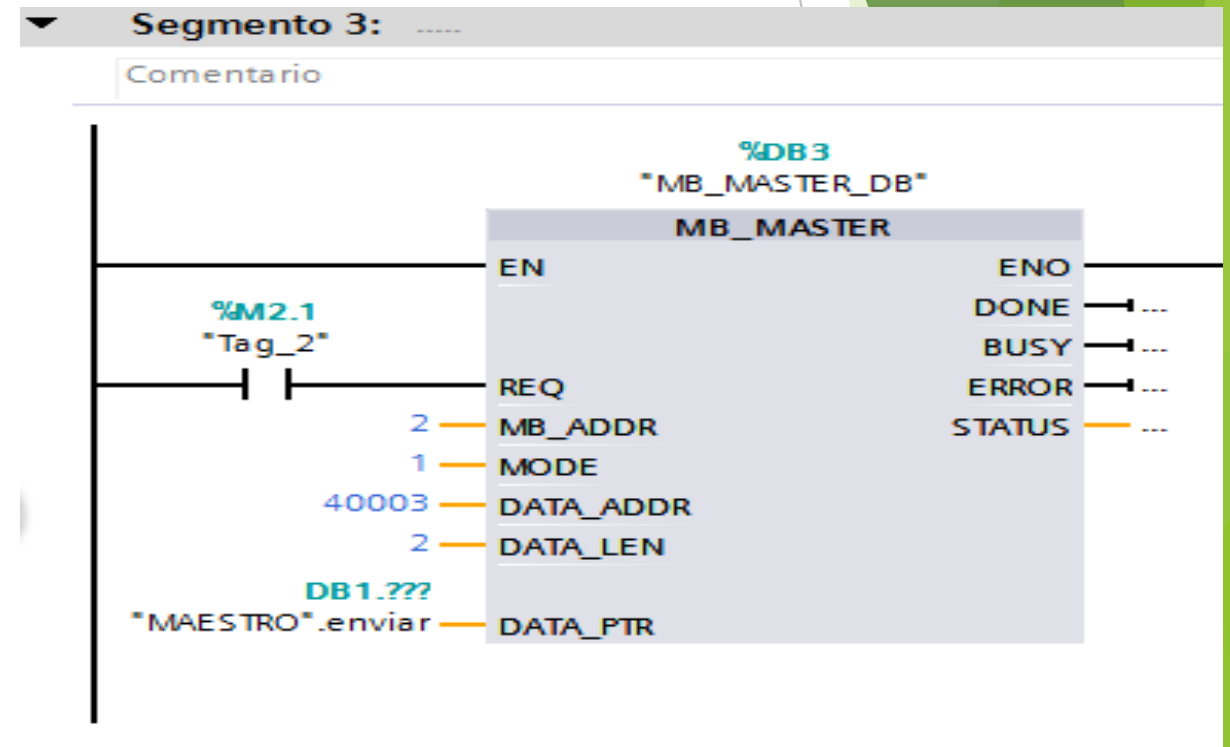 Segmento 3: .....
Comentario
%DB3
"MB_MASTER_DB"
MB_MASTER
EN ENO
%M2.1 DONE ...
"Tag_2" BUSY ...
REQ ERROR ...
2 MB_ADDR STATUS ...
1 MODE
40003 DATA_ADDR
2 DATA_LEN
DB1.???
"MAESTRO".enviar DATA_PTR